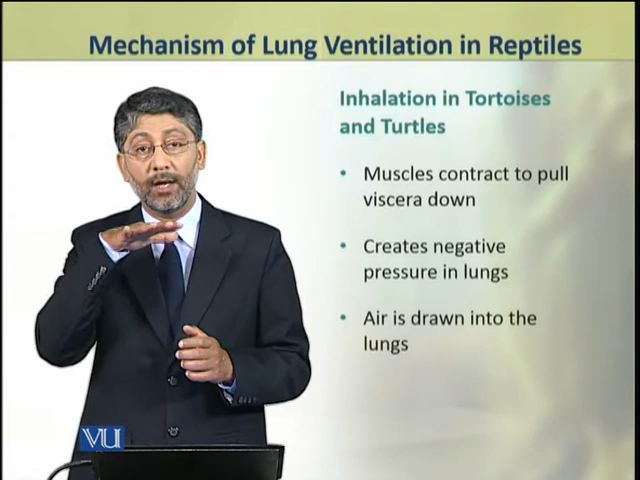 Mechanism of Lung Ventilation in Reptiles
Inhalation in Tortoises
and Turtles
• Muscles contract to pull
viscera down
• Creates negative
pressure in lungs
• Air is drawn into the
lungs
VU